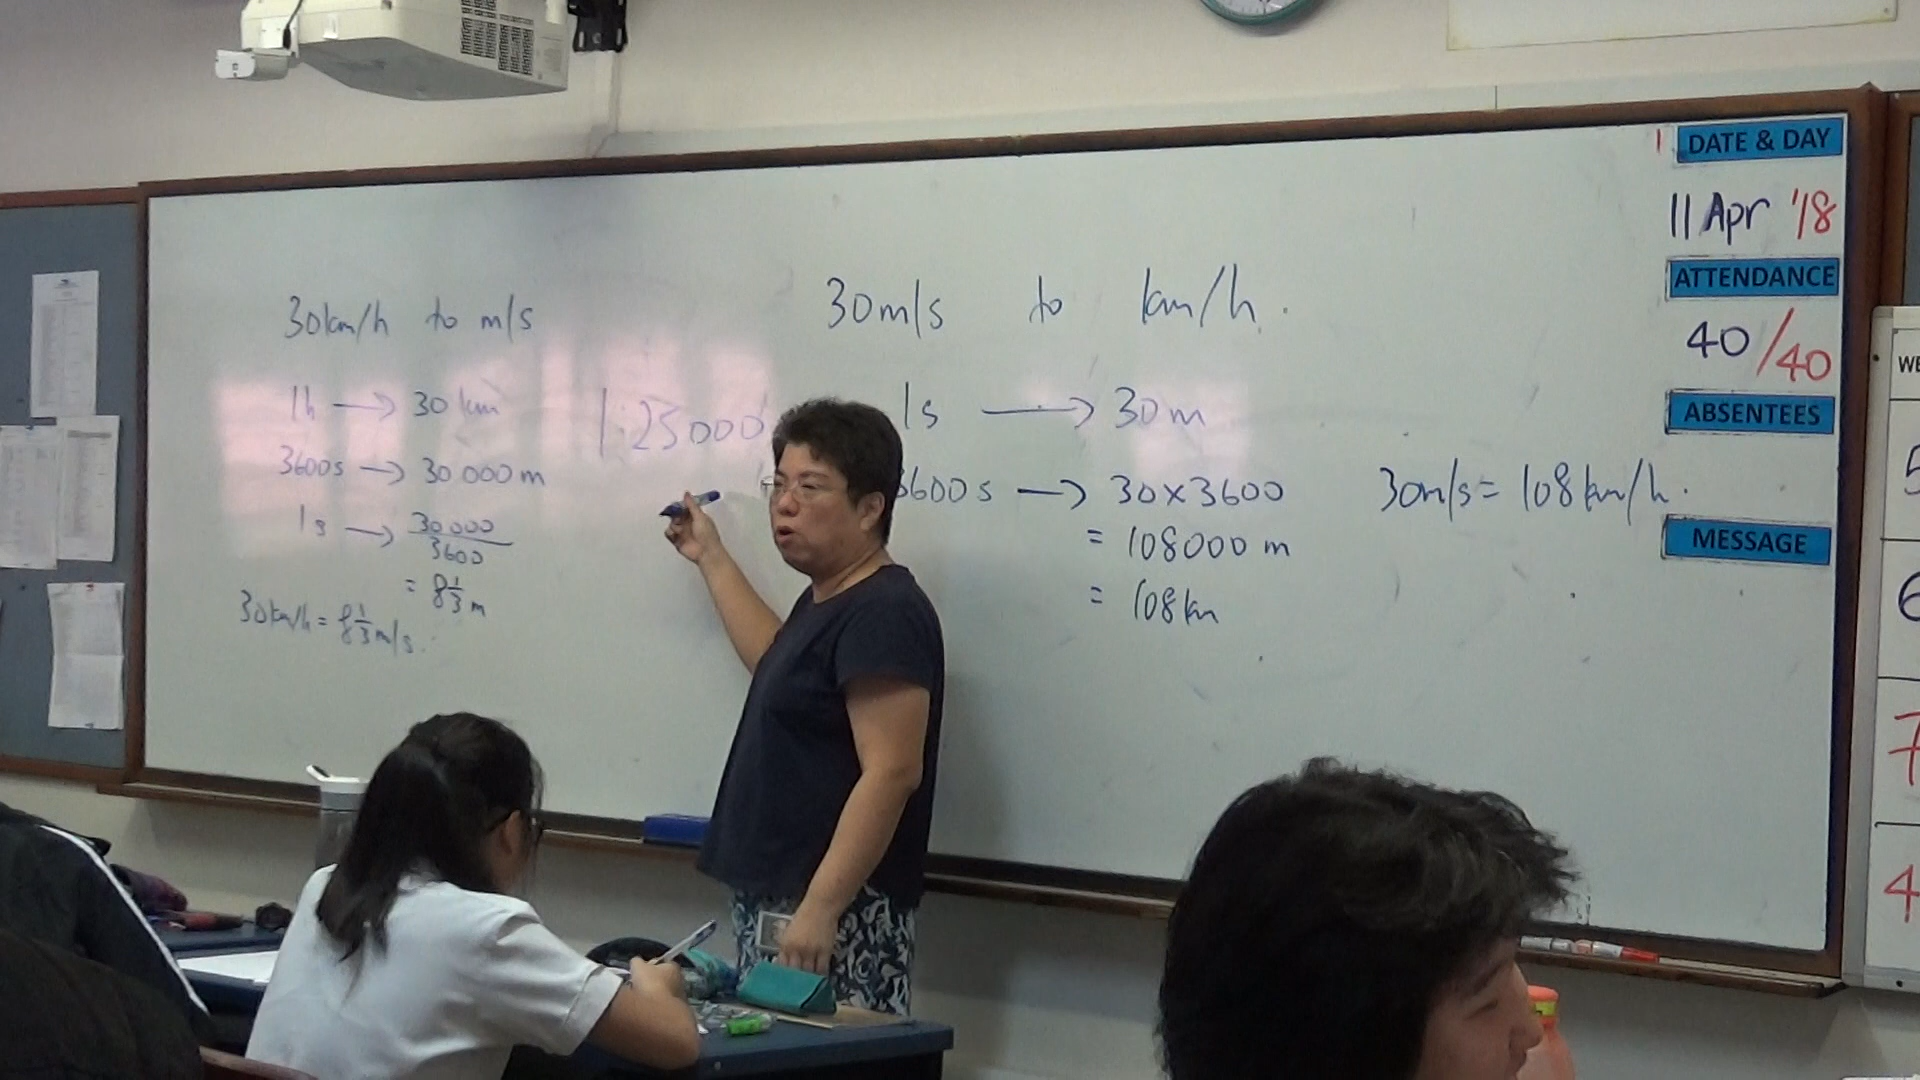 30km/h to m/s
1h → 30 km
3600s → 30 000 m
1s → 30 000 / 3600
= 8 1/3 m
30km/h = 8 1/3 m/s.
1:25000
30m/s to km/h.
1s → 30m
3600s → 30x3600
= 108000 m
= 108km
30m/s = 108km/h.
DATE & DAY
11 Apr '18
ATTENDANCE
40/40
ABSENTEES
MESSAGE